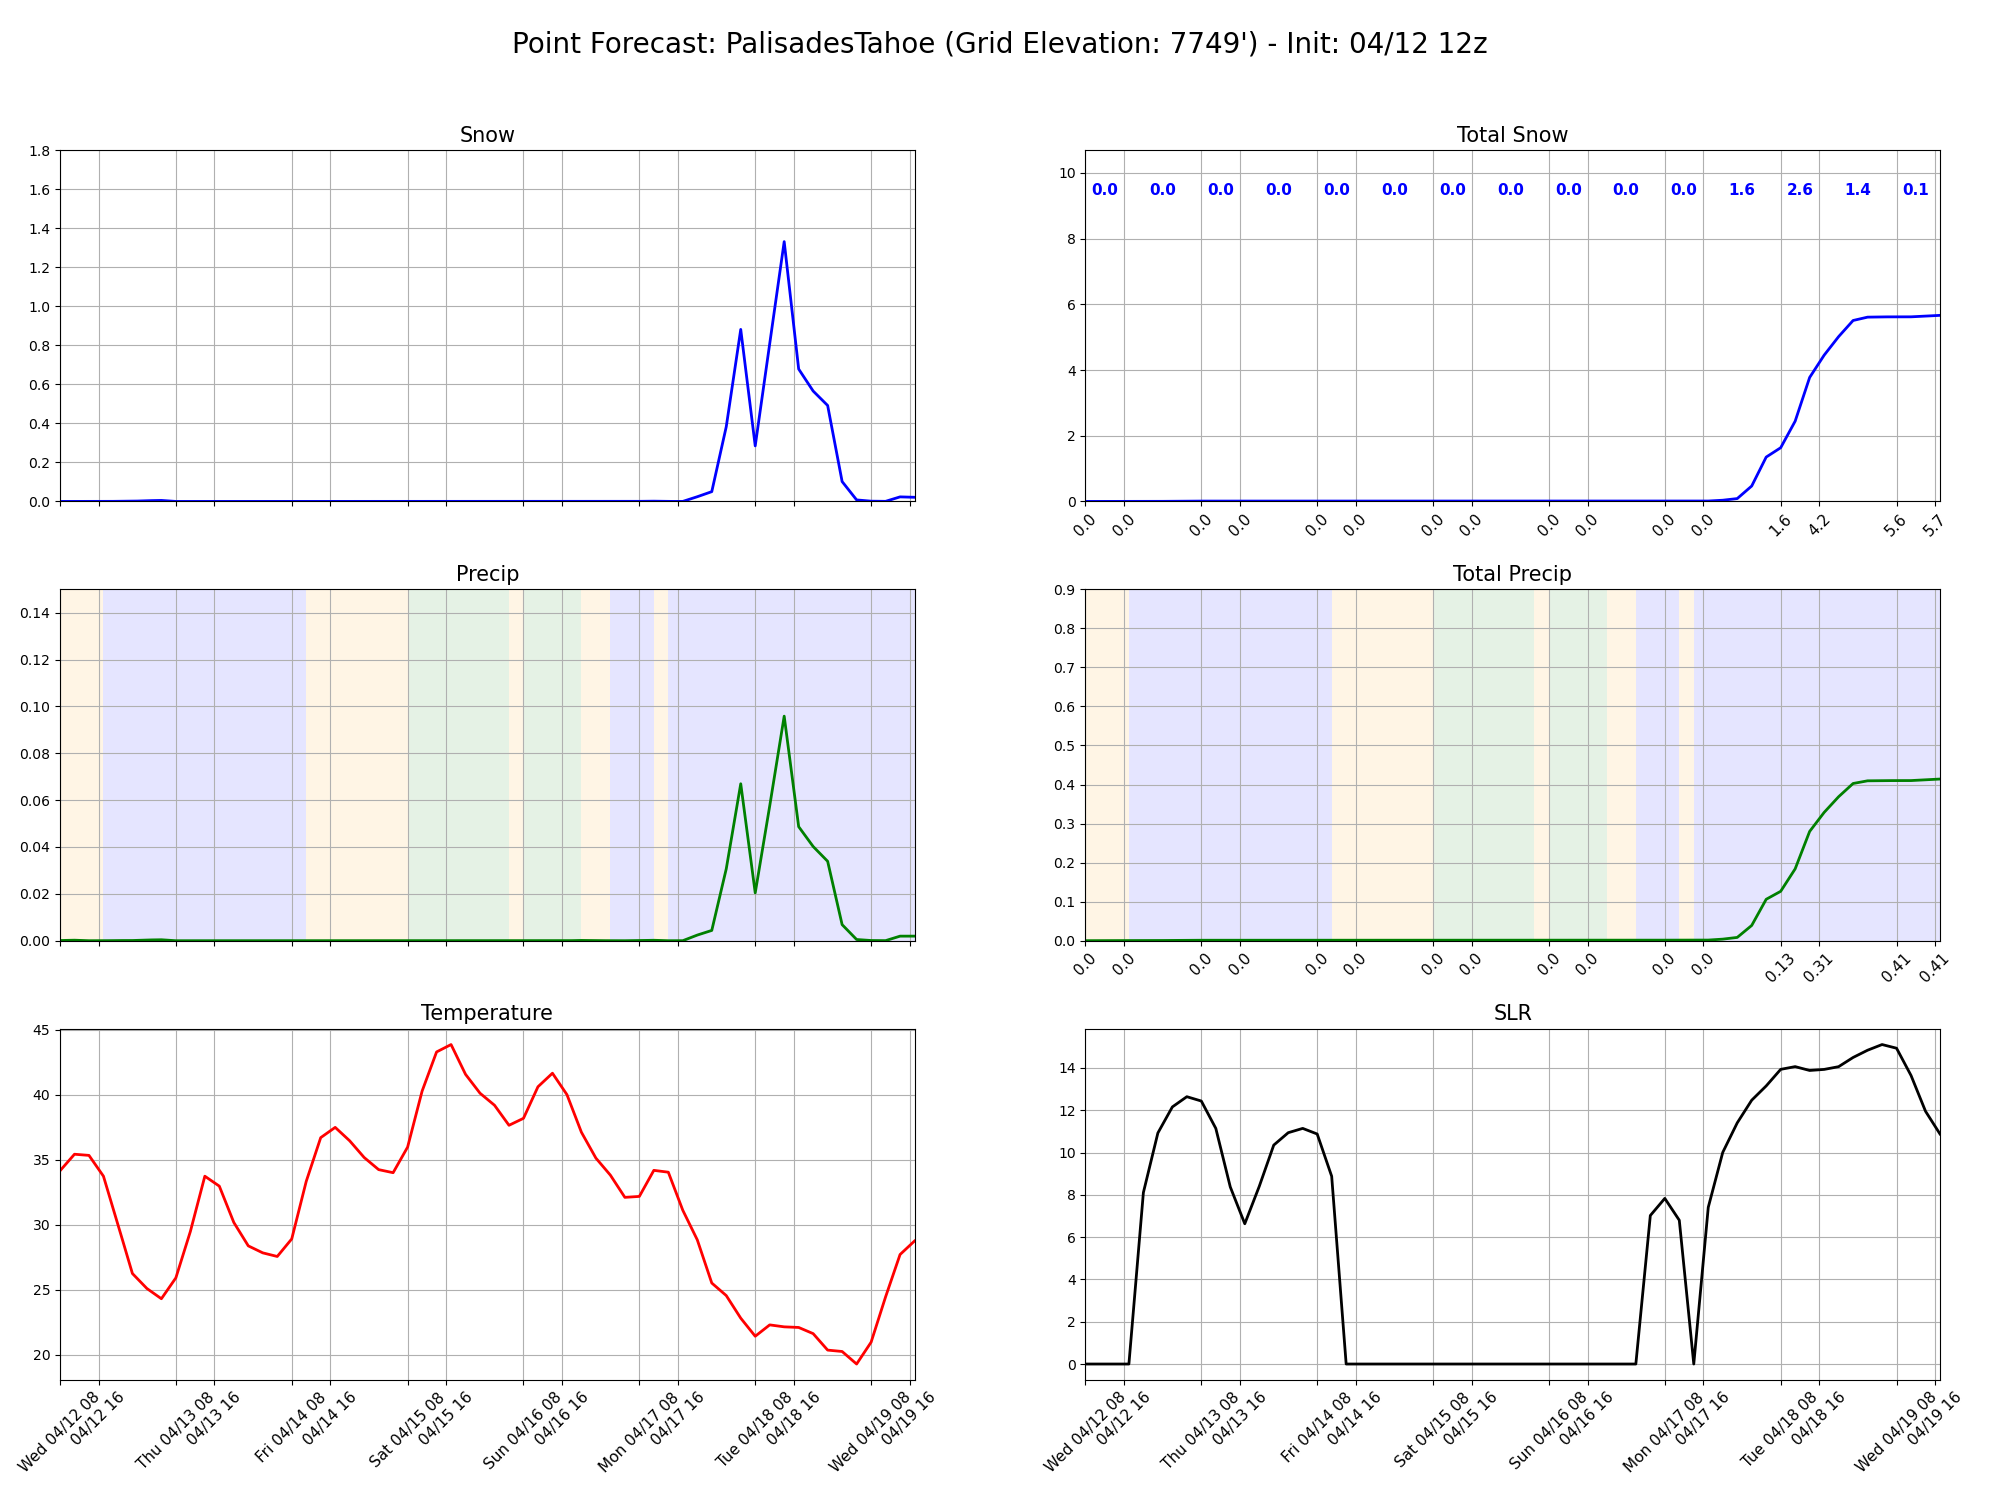 Point Forecast: PalisadesTahoe (Grid Elevation: 7749') - Init: 04/12 12z
Snow
1.8
1.6
1.4
1.2
1.0
0.8
0.6
0.4
0.2
0.0
Total Snow
10
8
6
4
2
0
0.0 0.0 0.0 0.0 0.0 0.0 0.0 0.0 0.0 0.0 0.0 1.6 2.6 1.4 0.1
0.0 0.0 0.0 0.0 0.0 0.0 0.0 0.0 0.0 0.0 0.0 0.0 1.6 4.2 5.6 5.7
Precip
0.14
0.12
0.10
0.08
0.06
0.04
0.02
0.00
Total Precip
0.9
0.8
0.7
0.6
0.5
0.4
0.3
0.2
0.1
0.0
0.0 0.0 0.0 0.0 0.0 0.0 0.0 0.0 0.0 0.0 0.0 0.0 0.13 0.31 0.41 0.41
Temperature
45
40
35
30
25
20
Wed 04/12 08
04/12 16
Thu 04/13 08
04/13 16
Fri 04/14 08
04/14 16
Sat 04/15 08
04/15 16
Sun 04/16 08
04/16 16
Mon 04/17 08
04/17 16
Tue 04/18 08
04/18 16
Wed 04/19 08
04/19 16
SLR
14
12
10
8
6
4
2
0
Wed 04/12 08
04/12 16
Thu 04/13 08
04/13 16
Fri 04/14 08
04/14 16
Sat 04/15 08
04/15 16
Sun 04/16 08
04/16 16
Mon 04/17 08
04/17 16
Tue 04/18 08
04/18 16
Wed 04/19 08
04/19 16